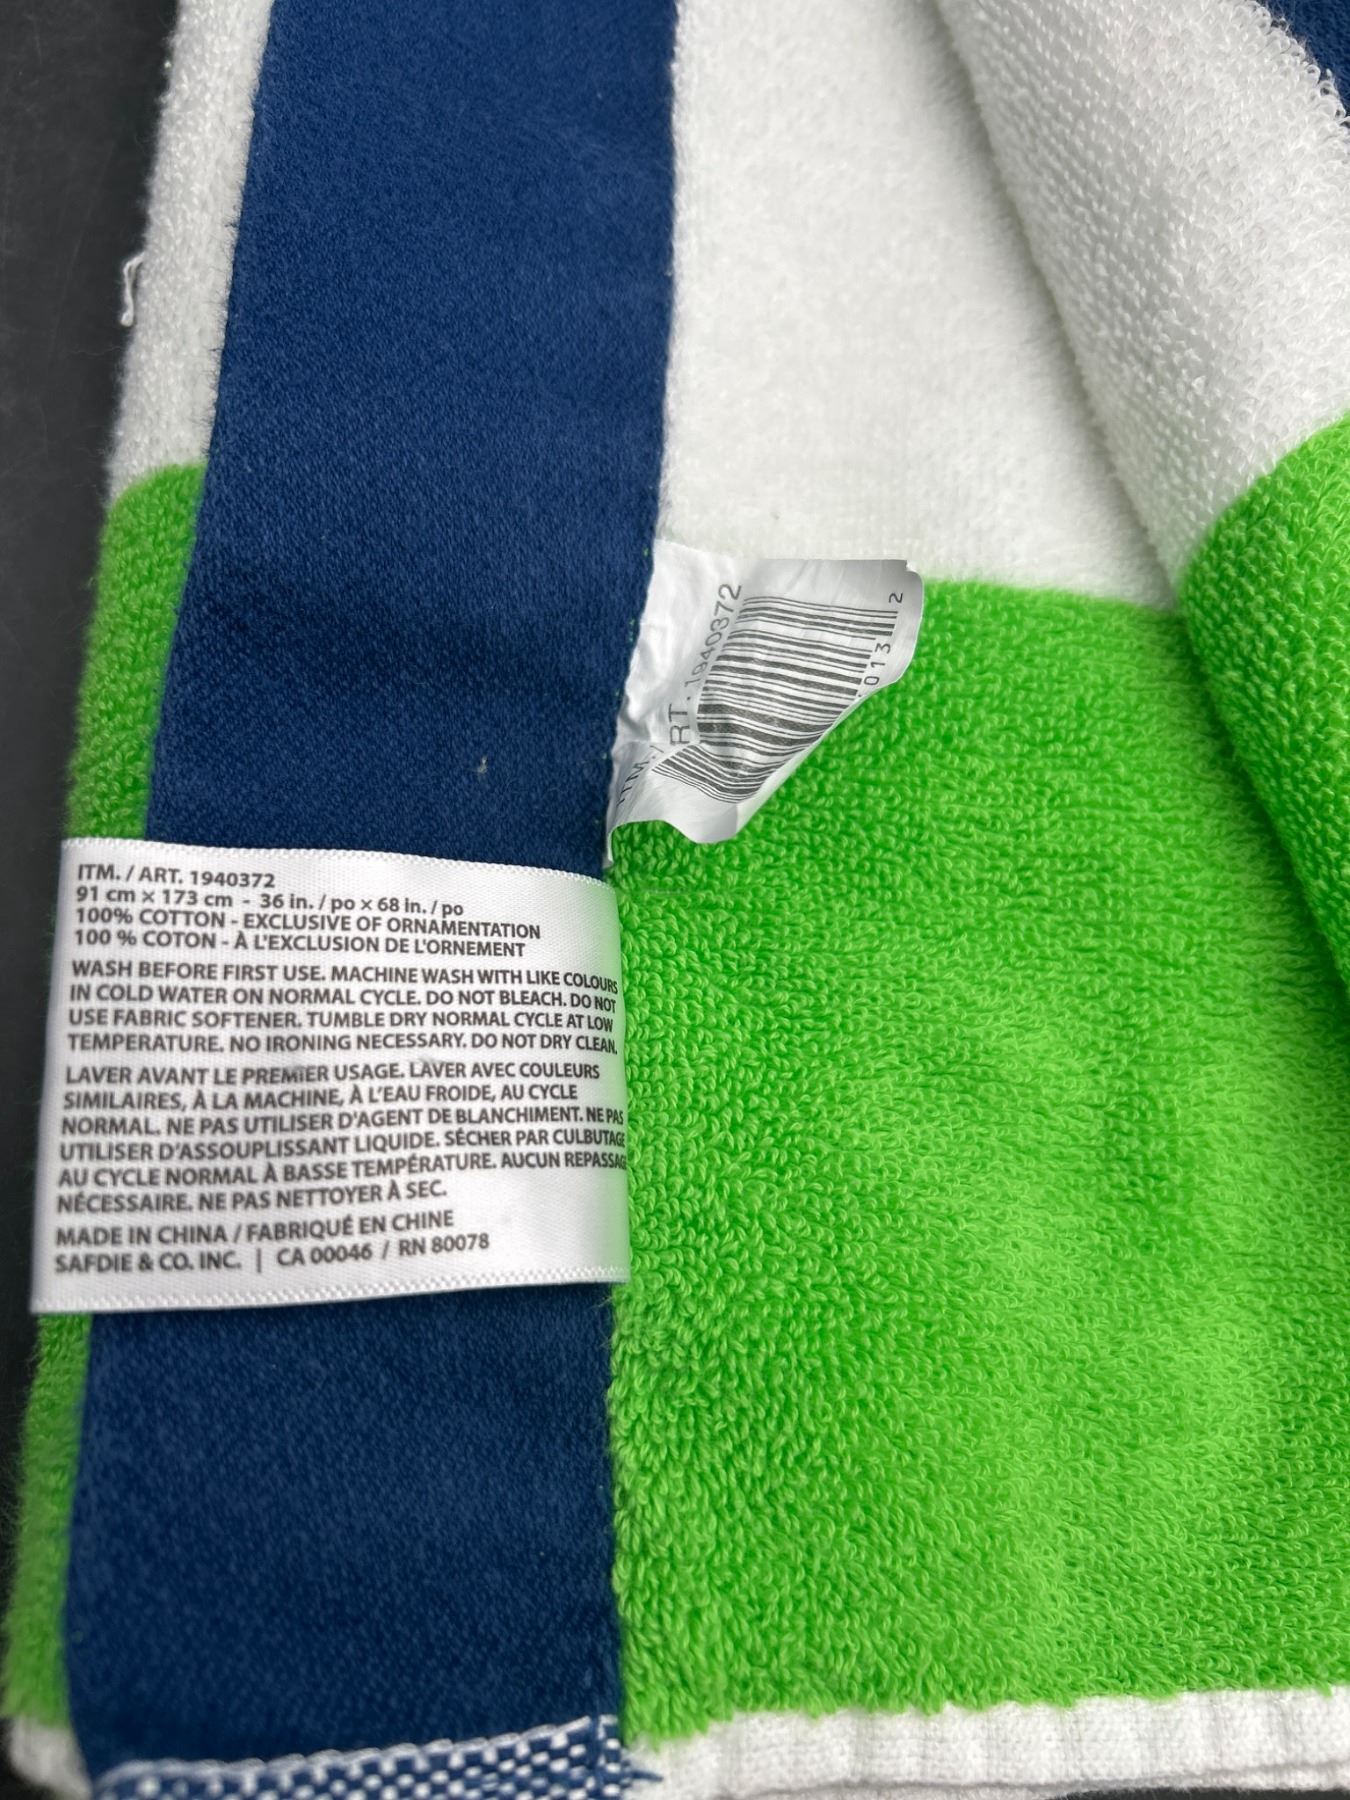 ITM. / ART. 1940372
91 cm × 173 cm - 36 in. / po × 68 in. / po
100% COTTON - EXCLUSIVE OF ORNAMENTATION
100 % COTON - À L'EXCLUSION DE L'ORNEMENT
WASH BEFORE FIRST USE. MACHINE WASH WITH LIKE COLOURS
IN COLD WATER ON NORMAL CYCLE. DO NOT BLEACH. DO NOT
USE FABRIC SOFTENER. TUMBLE DRY NORMAL CYCLE AT LOW
TEMPERATURE. NO IRONING NECESSARY. DO NOT DRY CLEAN.
LAVER AVANT LE PREMIER USAGE. LAVER AVEC COULEURS
SIMILAIRES, À LA MACHINE, À L'EAU FROIDE, AU CYCLE
NORMAL. NE PAS UTILISER D'AGENT DE BLANCHIMENT. NE PAS
UTILISER D'ASSOUPLISSANT LIQUIDE. SÉCHER PAR CULBUTAGE
AU CYCLE NORMAL À BASSE TEMPÉRATURE. AUCUN REPASSAGE
NÉCESSAIRE. NE PAS NETTOYER À SEC.
MADE IN CHINA / FABRIQUÉ EN CHINE
SAFDIE & CO. INC. | CA 00046 / RN 80078
ITM. / ART. 1940372
013 2